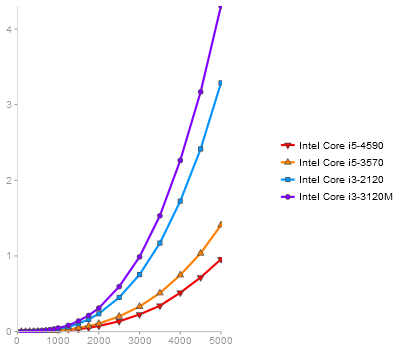 4
3
2
1
0
0 1000 2000 3000 4000 5000
Intel Core i5-4590
Intel Core i5-3570
Intel Core i3-2120
Intel Core i3-3120M